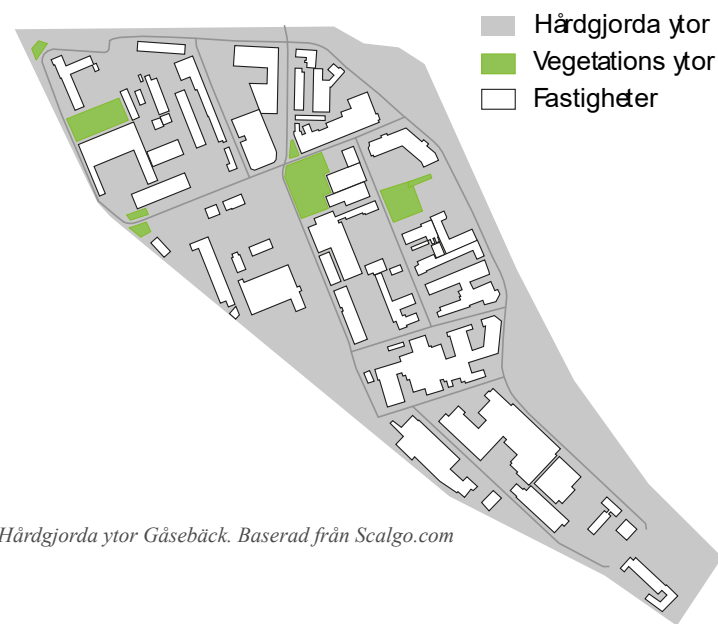 Hårdgjorda ytor
Vegetations ytor
Fastigheter
Hårdgjorda ytor Gåsebäck. Baserad från Scalgo.com